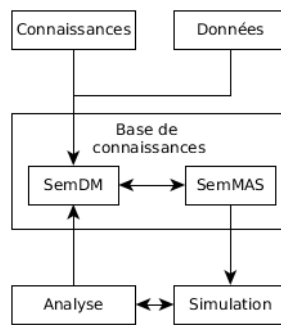 Connaissances
Données
Base de
connaissances
SemDM
SemMAS
Analyse
Simulation